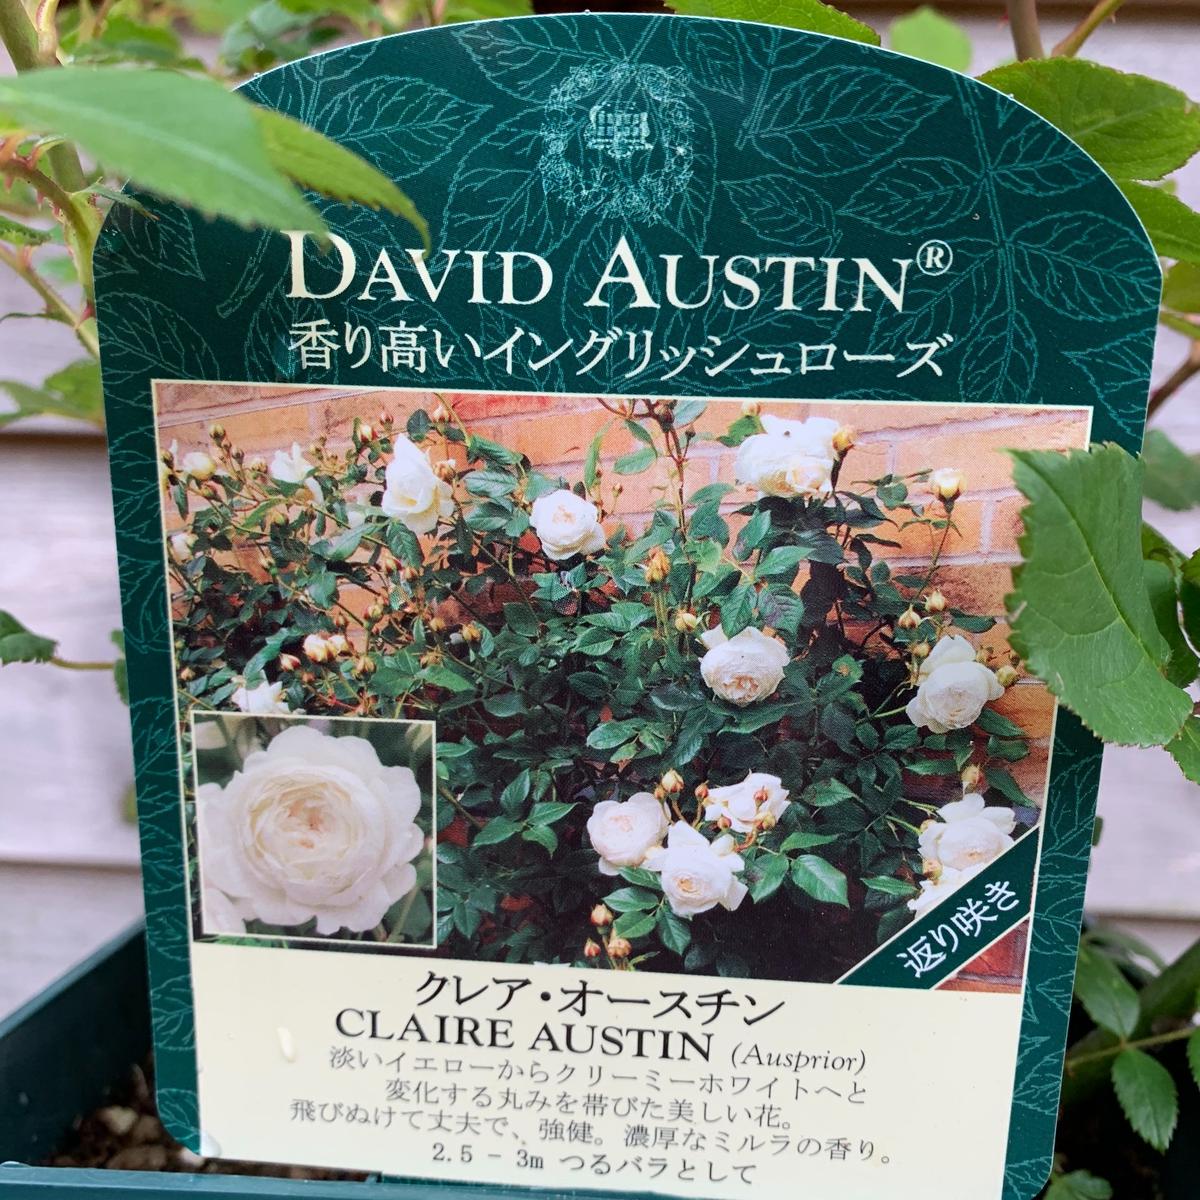 DAVID AUSTIN®
香り高いイングリッシュローズ
返り咲き
クレア・オースチン
CLAIRE AUSTIN (Ausprior)
淡いイエローからクリーミーホワイトへと
変化する丸みを帯びた美しい花。
飛びぬけて丈夫で、強健。濃厚なミルラの香り。
2.5 - 3m つるバラとして